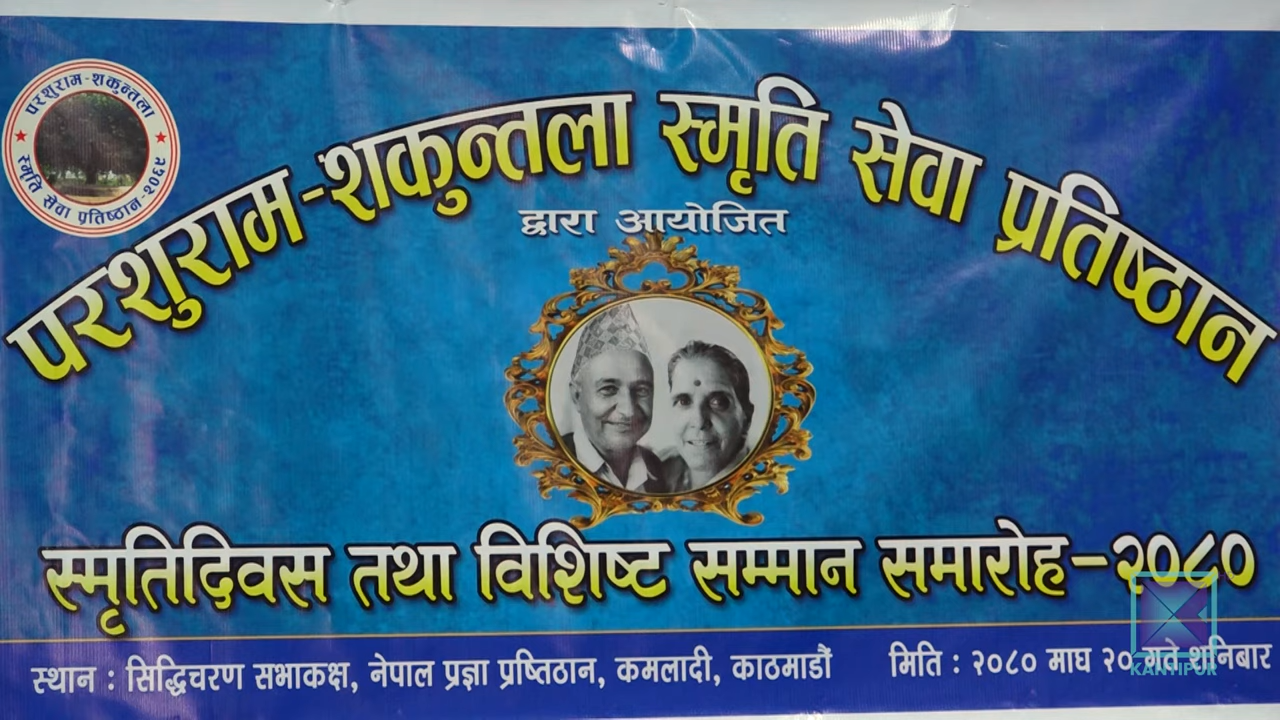 परशुराम-शकुन्तला
स्मृति सेवा प्रतिष्ठान-२०६९
परशुराम-शकुन्तला स्मृति सेवा प्रतिष्ठान
द्वारा आयोजित
स्मृतिदिवस तथा विशिष्ट सम्मान समारोह-२०८०
स्थान : सिद्धिचरण सभाकक्ष, नेपाल प्रज्ञा प्रष्तिठान, कमलादी, काठमाडौं
मिति : २०८० माघ २० गते शनिबार
KANTIPUR